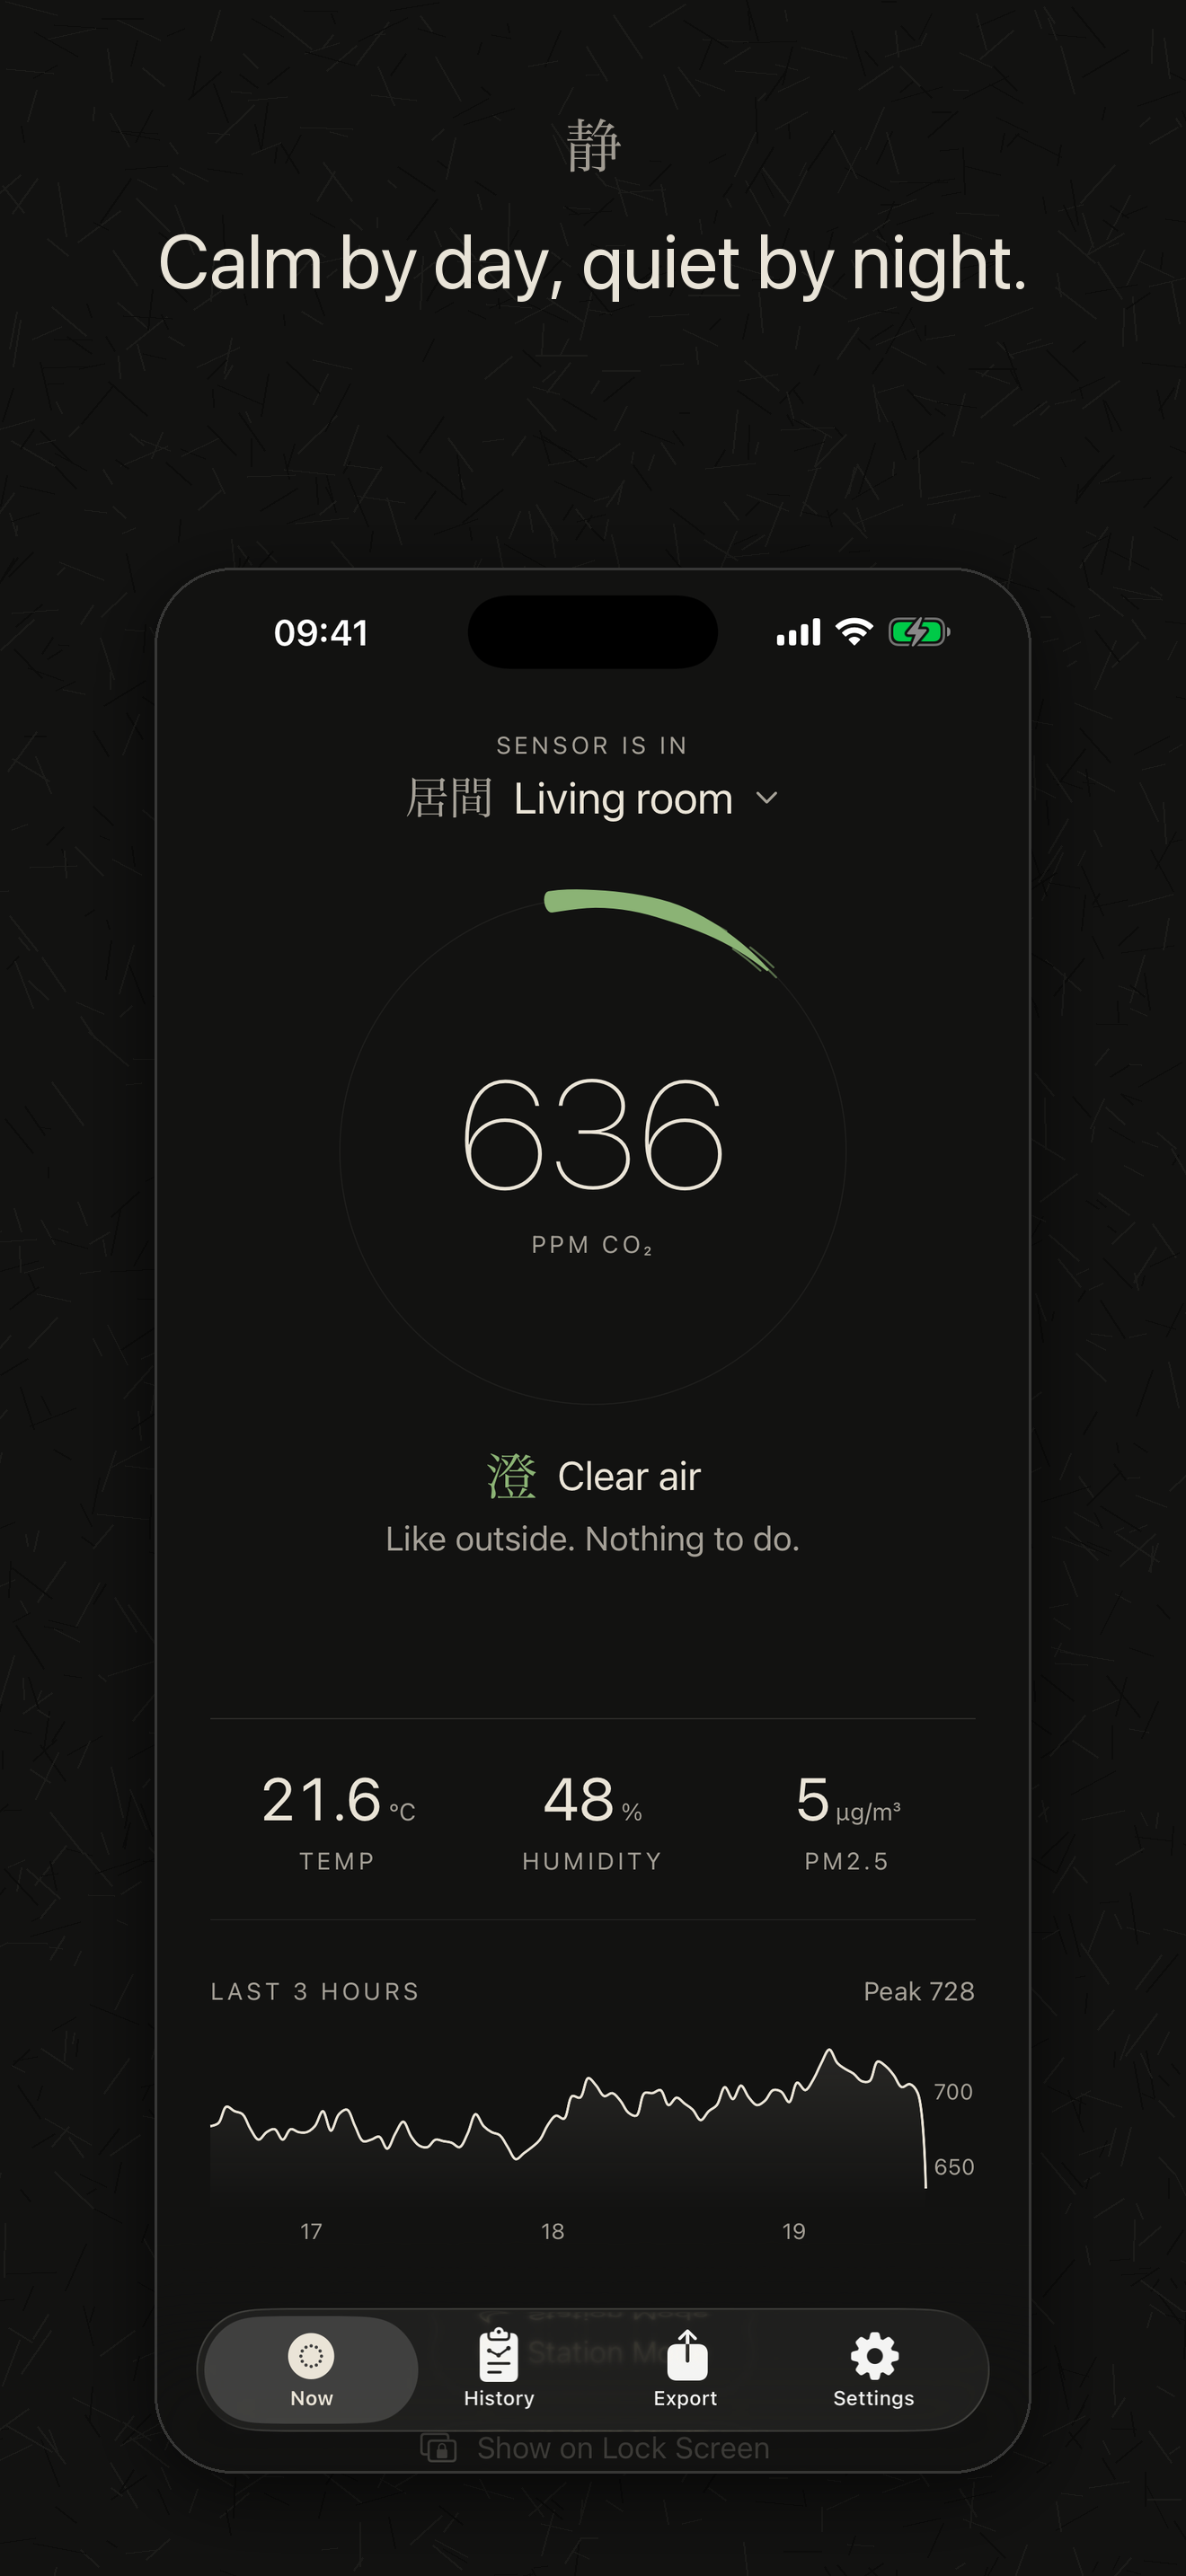 静
Calm by day, quiet by night.
09:41
SENSOR IS IN
居間 Living room
636
PPM CO₂
澄 Clear air
Like outside. Nothing to do.
21.6 °C 48 % 5 µg/m³
TEMP HUMIDITY PM2.5
LAST 3 HOURS Peak 728
700
650
17 18 19
Station Mode
Now History Export Settings
Show on Lock Screen